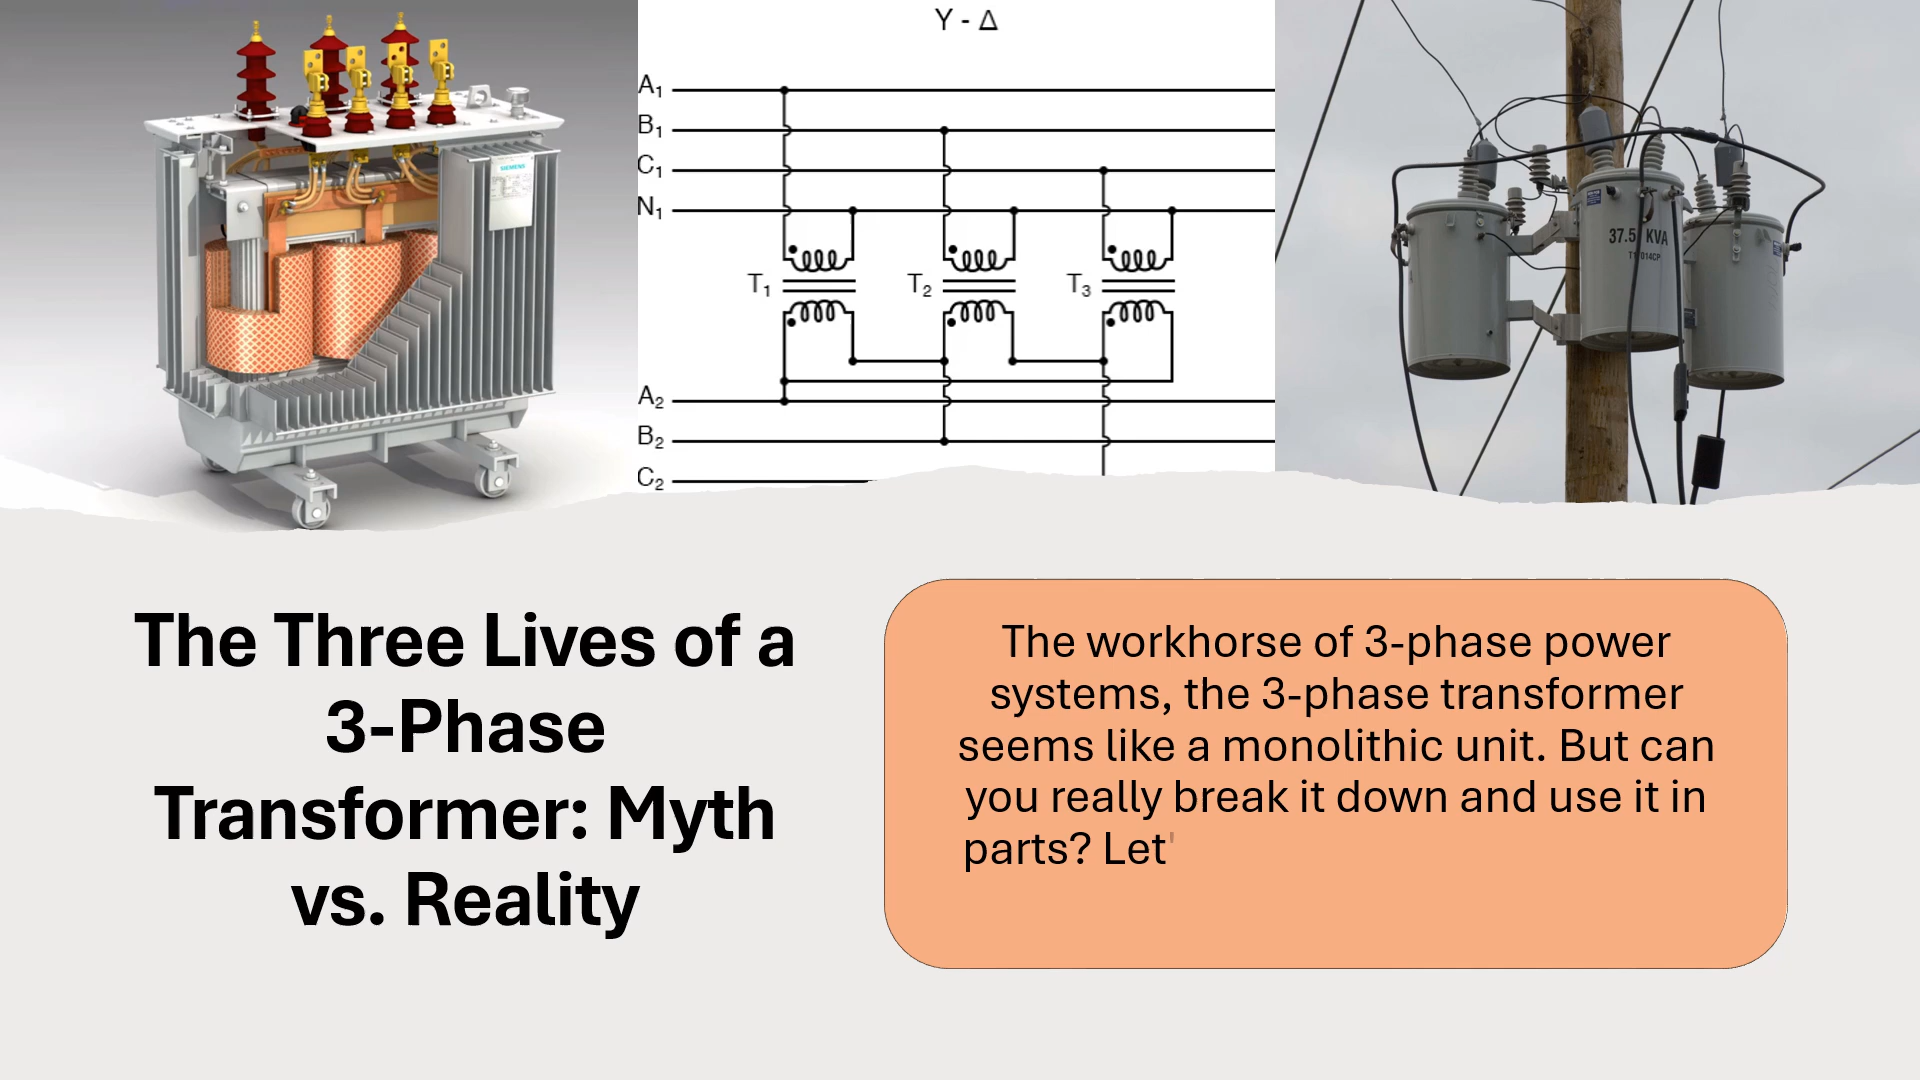 Y - Δ
A₁
B₁
C₁
N₁
T₁
T₂
T₃
A₂
B₂
C₂
SIEMENS
37.5 KVA
The Three Lives of a
3-Phase
Transformer: Myth
vs. Reality
The workhorse of 3-phase power
systems, the 3-phase transformer
seems like a monolithic unit. But can
you really break it down and use it in
parts? Let'